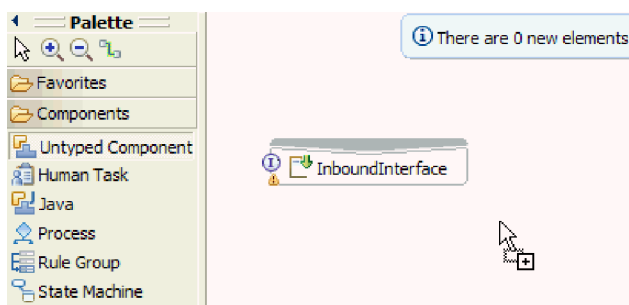 Palette
There are 0 new elements
Favorites
Components
Untyped Component
InboundInterface
Human Task
Java
Process
Rule Group
State Machine